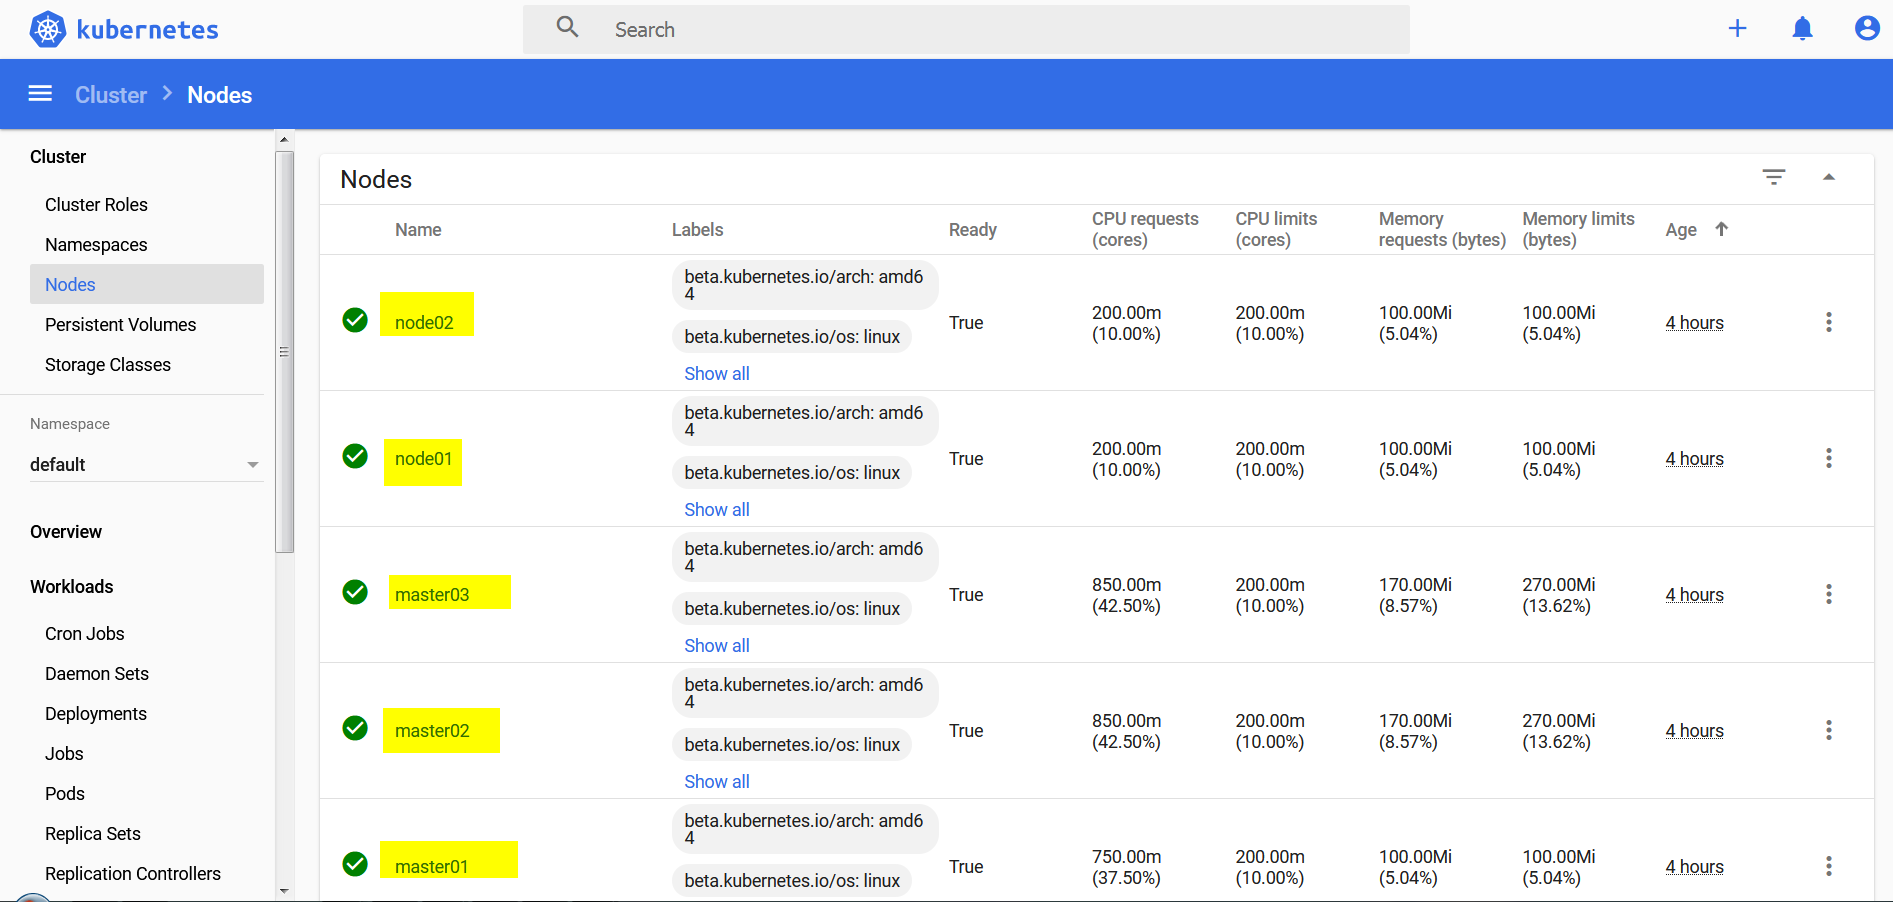 kubernetes
Search
Cluster > Nodes
Cluster
Cluster Roles
Namespaces
Nodes
Persistent Volumes
Storage Classes
Namespace
default
Overview
Workloads
Cron Jobs
Daemon Sets
Deployments
Jobs
Pods
Replica Sets
Replication Controllers
Nodes
Name
Labels
Ready
CPU requests
(cores)
CPU limits
(cores)
Memory
requests (bytes)
Memory limits
(bytes)
Age
node02
beta.kubernetes.io/arch: amd6
4
beta.kubernetes.io/os: linux
Show all
True
200.00m
(10.00%)
200.00m
(10.00%)
100.00Mi
(5.04%)
100.00Mi
(5.04%)
4 hours
node01
beta.kubernetes.io/arch: amd6
4
beta.kubernetes.io/os: linux
Show all
True
200.00m
(10.00%)
200.00m
(10.00%)
100.00Mi
(5.04%)
100.00Mi
(5.04%)
4 hours
master03
beta.kubernetes.io/arch: amd6
4
beta.kubernetes.io/os: linux
Show all
True
850.00m
(42.50%)
200.00m
(10.00%)
170.00Mi
(8.57%)
270.00Mi
(13.62%)
4 hours
master02
beta.kubernetes.io/arch: amd6
4
beta.kubernetes.io/os: linux
Show all
True
850.00m
(42.50%)
200.00m
(10.00%)
170.00Mi
(8.57%)
270.00Mi
(13.62%)
4 hours
master01
beta.kubernetes.io/arch: amd6
4
beta.kubernetes.io/os: linux
True
750.00m
(37.50%)
200.00m
(10.00%)
100.00Mi
(5.04%)
100.00Mi
(5.04%)
4 hours